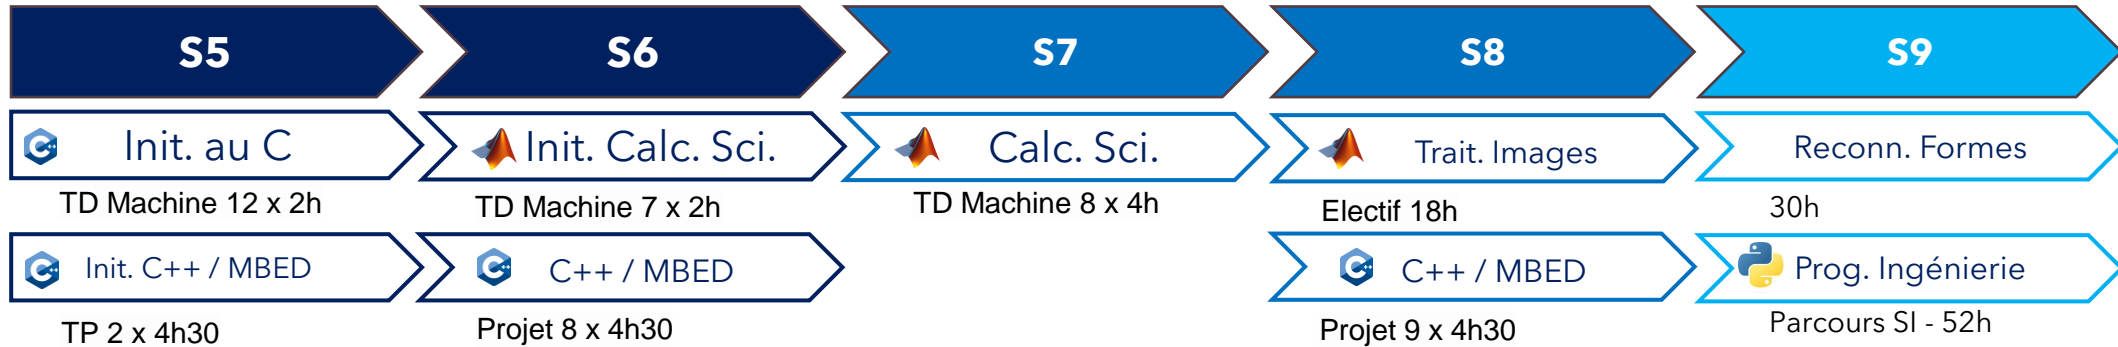 S5
S6
S7
S8
S9
Init. au C
Init. Calc. Sci.
Calc. Sci.
Trait. Images
Reconn. Formes
TD Machine 12 x 2h
TD Machine 7 x 2h
TD Machine 8 x 4h
Electif 18h
30h
Init. C++ / MBED
C++ / MBED
C++ / MBED
Prog. Ingénierie
TP 2 x 4h30
Projet 8 x 4h30
Projet 9 x 4h30
Parcours SI - 52h